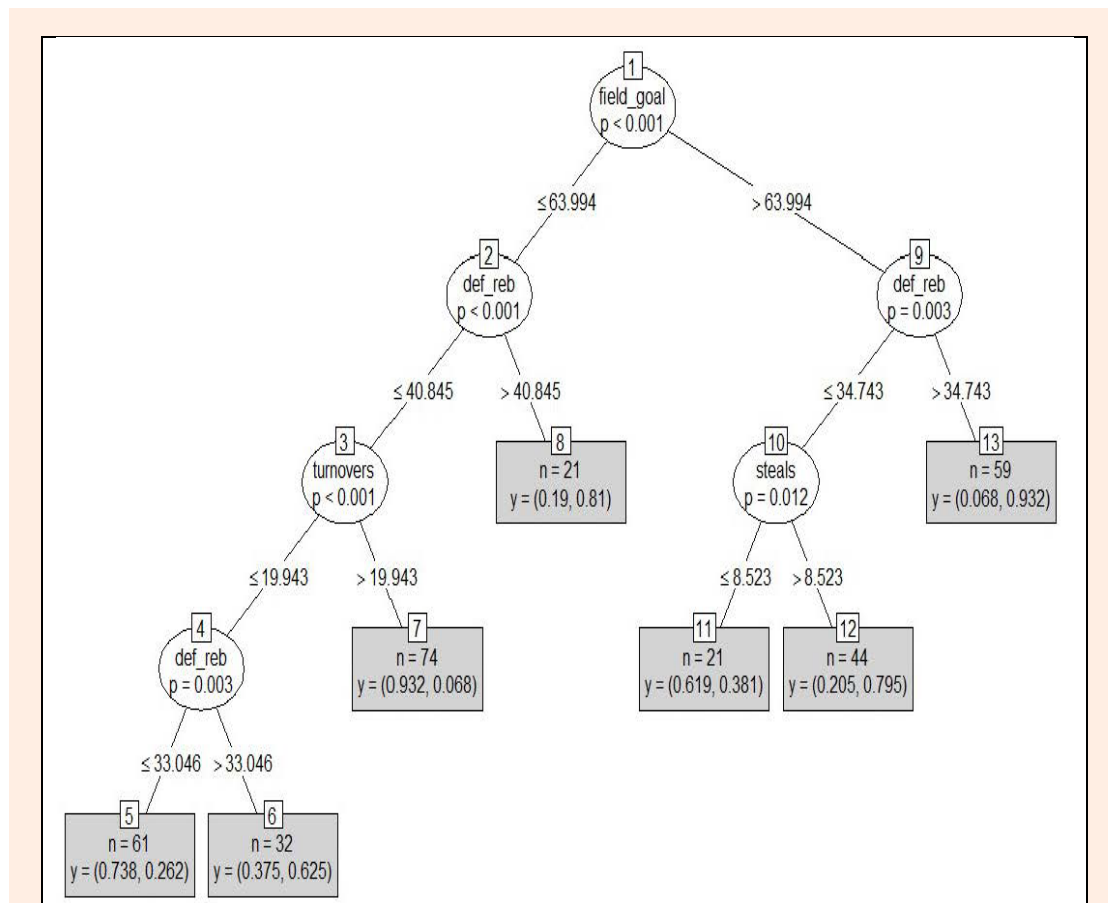 1
field_goal
p < 0.001
≤ 63.994
> 63.994
2
def_reb
p < 0.001
9
def_reb
p = 0.003
≤ 40.845
> 40.845
≤ 34.743
> 34.743
3
turnovers
p < 0.001
8
n = 21
y = (0.19, 0.81)
10
steals
p = 0.012
13
n = 59
y = (0.068, 0.932)
≤ 19.943
> 19.943
≤ 8.523
> 8.523
4
def_reb
p = 0.003
7
n = 74
y = (0.932, 0.068)
11
n = 21
y = (0.619, 0.381)
12
n = 44
y = (0.205, 0.795)
≤ 33.046
> 33.046
5
n = 61
y = (0.738, 0.262)
6
n = 32
y = (0.375, 0.625)